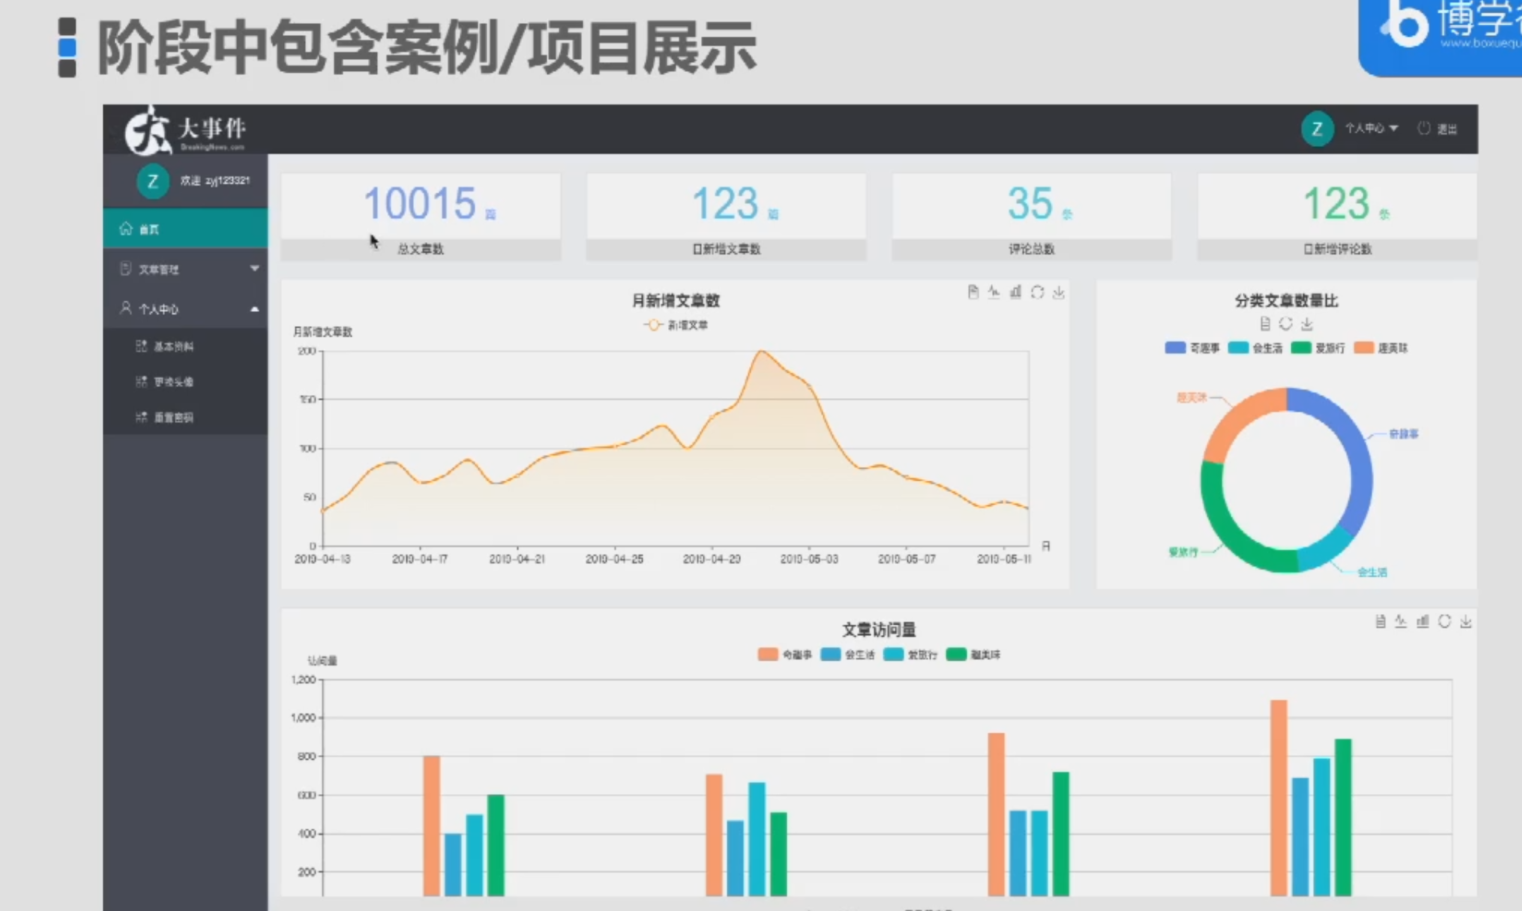 阶段中包含案例/项目展示
博学
www.boxuegu
大事件
BreakingNews.com
Z 个人中心 退出
Z 欢迎 zyj123321
首页
文章管理
个人中心
基本资料
更换头像
重置密码
10015 篇
总文章数
123 篇
日新增文章数
35 条
评论总数
123 条
日新增评论数
月新增文章数
新增文章
月新增文章数
200
150
100
50
0
2019-04-13 2019-04-17 2019-04-21 2019-04-25 2019-04-29 2019-05-03 2019-05-07 2019-05-11
月
分类文章数量比
奇趣事 会生活 爱旅行 趣美味
趣美味
奇趣事
爱旅行
会生活
文章访问量
奇趣事 会生活 爱旅行 趣美味
访问量
1,200
1,000
800
600
400
200